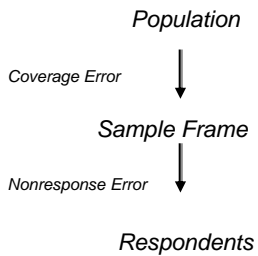 Population
Coverage Error
Sample Frame
Nonresponse Error
Respondents